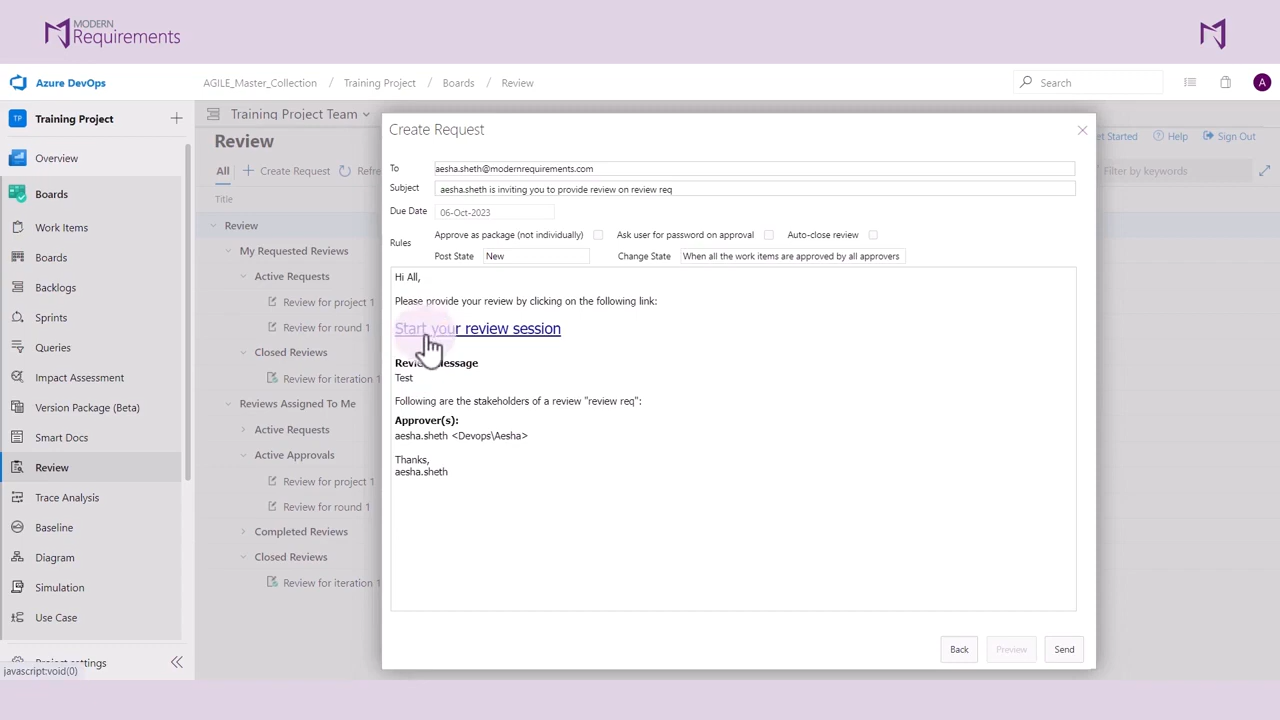 MODERN
Requirements
Azure DevOps
AGILE_Master_Collection / Training Project / Boards / Review
Search
A
TP Training Project
Training Project Team
Overview
Boards
Work Items
Boards
Backlogs
Sprints
Queries
Impact Assessment
Version Package (Beta)
Smart Docs
Review
Trace Analysis
Baseline
Diagram
Simulation
Use Case
Project settings
javascript:void(0)
Review
et Started Help Sign Out
All Create Request Refre
Filter by keywords
Title
Review
My Requested Reviews
Active Requests
Review for project 1
Review for round 1
Closed Reviews
Review for iteration 1
Reviews Assigned To Me
Active Requests
Active Approvals
Review for project 1
Review for round 1
Completed Reviews
Closed Reviews
Review for iteration 1
Create Request
To aesha.sheth@modernrequirements.com
Subject aesha.sheth is inviting you to provide review on review req
Due Date 06-Oct-2023
Rules Approve as package (not individually) Ask user for password on approval Auto-close review
Post State New Change State When all the work items are approved by all approvers
Hi All,
Please provide your review by clicking on the following link:
Start your review session
Message
Test
Following are the stakeholders of a review "review req":
Approver(s):
aesha.sheth <Devops\Aesha>
Thanks,
aesha.sheth
Back Preview Send